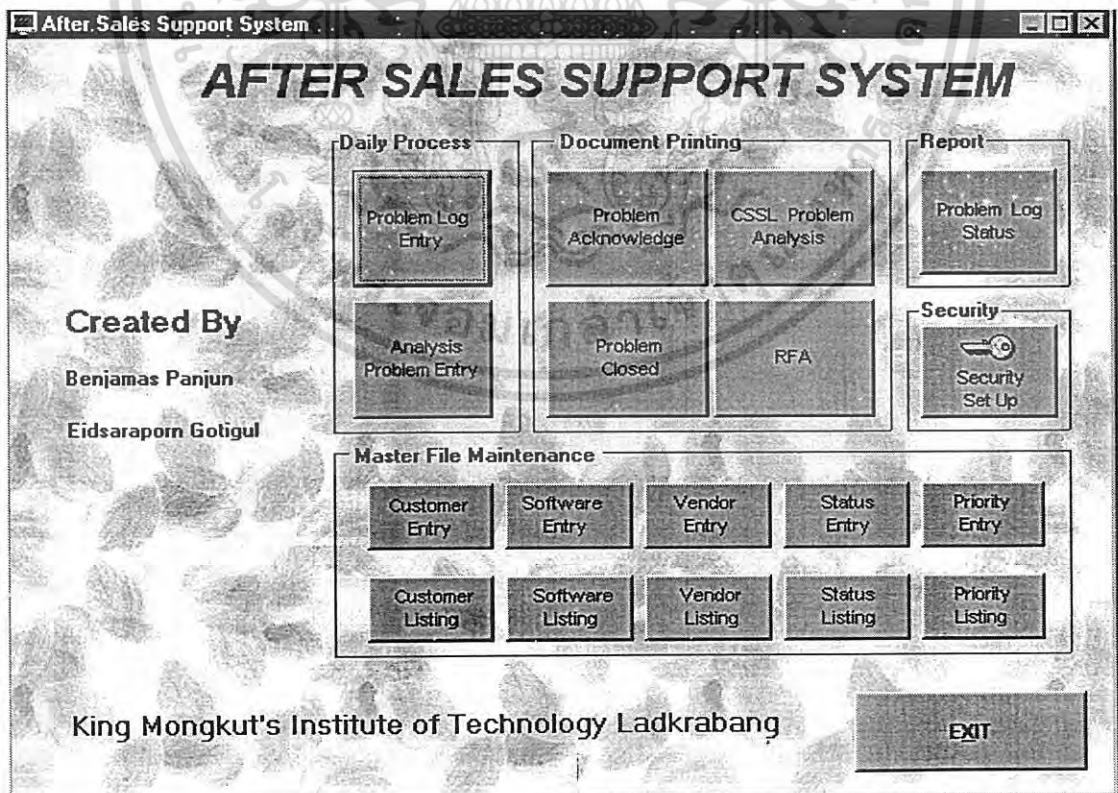 After Sales Support System
AFTER SALES SUPPORT SYSTEM
Daily Process
Problem Log
Entry
Analysis
Problem Entry
Document Printing
Problem
Acknowledge
CSSL Problem
Analysis
Problem
Closed
RFA
Report
Problem Log
Status
Security
Security
Set Up
Created By
Benjamas Panjun
Eidsaraporn Gotigul
Master File Maintenance
Customer
Entry
Software
Entry
Vendor
Entry
Status
Entry
Priority
Entry
Customer
Listing
Software
Listing
Vendor
Listing
Status
Listing
Priority
Listing
King Mongkut's Institute of Technology Ladkrabang
EXIT